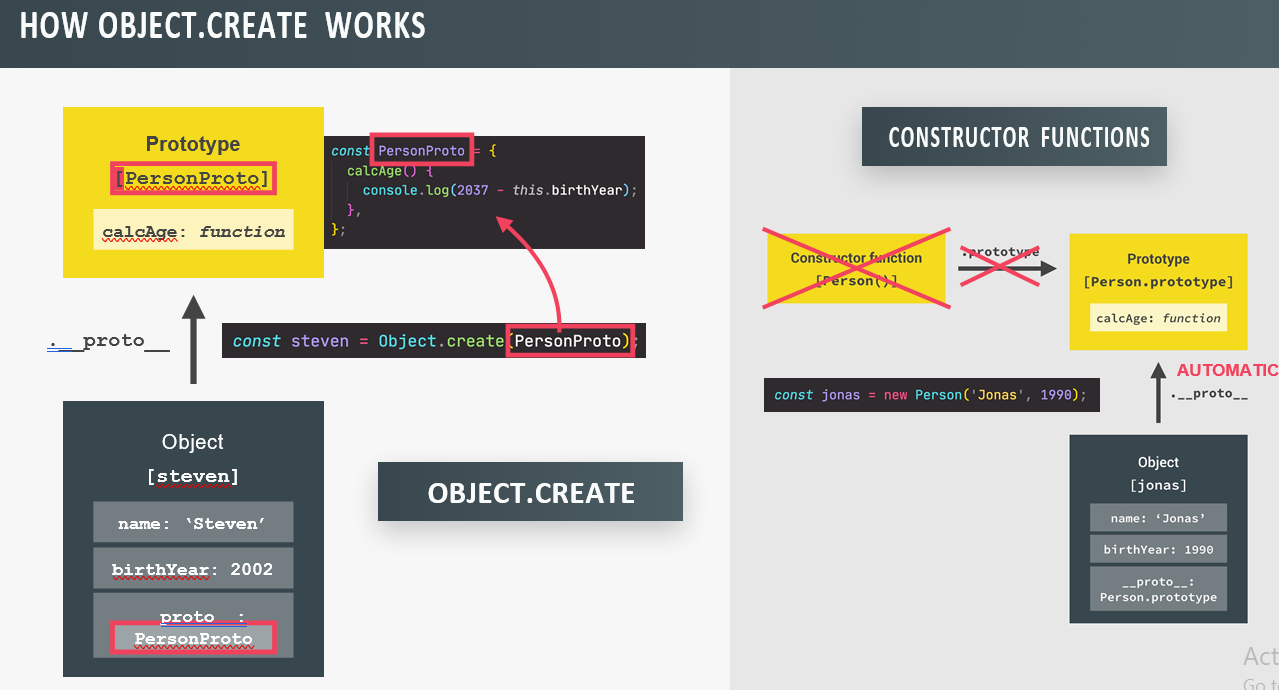 HOW OBJECT.CREATE WORKS
Prototype
[PersonProto]
calcAge: function
const PersonProto = {
calcAge() {
console.log(2037 - this.birthYear);
},
};
.__proto__
const steven = Object.create(PersonProto);
Object
[steven]
name: ‘Steven’
birthYear: 2002
__proto__:
PersonProto
OBJECT.CREATE
CONSTRUCTOR FUNCTIONS
Constructor function
[Person()]
.prototype
Prototype
[Person.prototype]
calcAge: function
AUTOMATIC
.__proto__
const jonas = new Person('Jonas', 1990);
Object
[jonas]
name: ‘Jonas’
birthYear: 1990
__proto__:
Person.prototype
Act
Go t